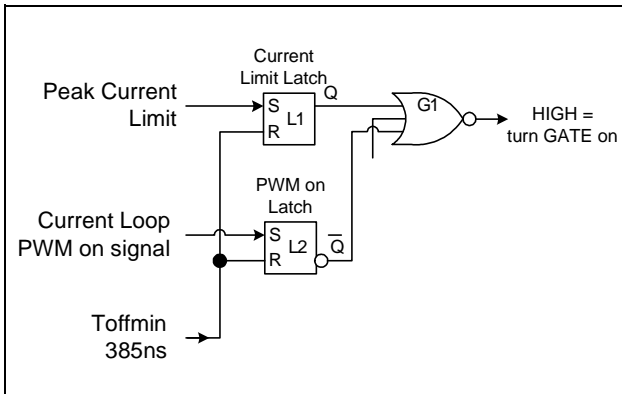 Current
Limit Latch
Peak Current
Limit
S
R
L1
Q
G1
HIGH =
turn GATE on
PWM on
Latch
Current Loop
PWM on signal
S
R
L2
Q̅
Toffmin
385ns